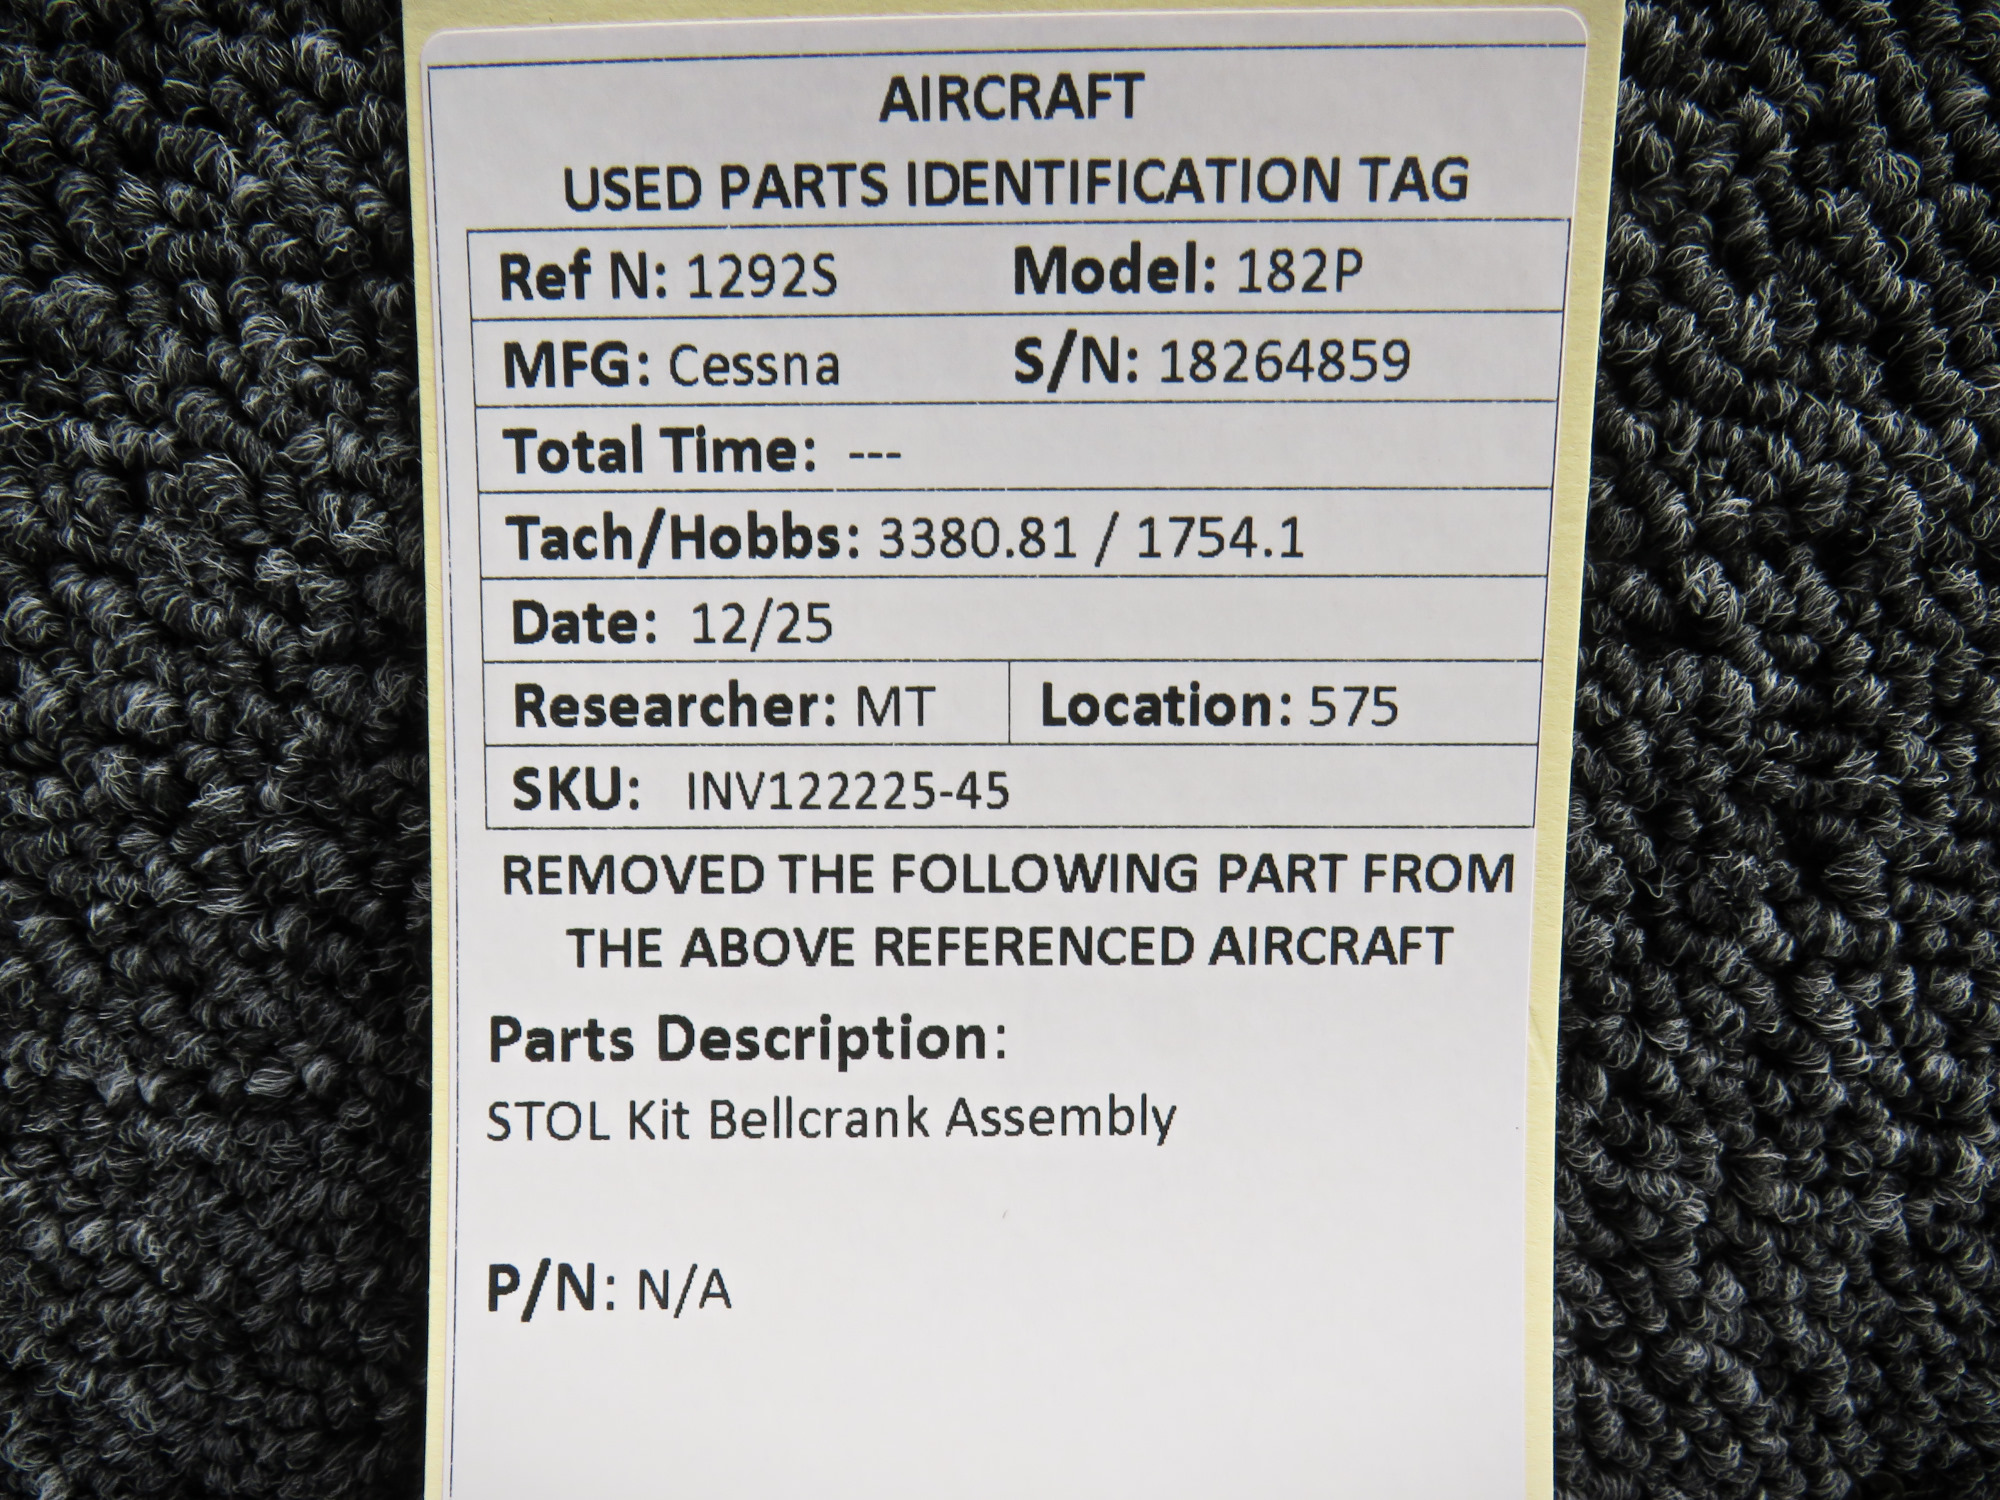 AIRCRAFT
USED PARTS IDENTIFICATION TAG
Ref N: 1292S Model: 182P
MFG: Cessna S/N: 18264859
Total Time: ---
Tach/Hobbs: 3380.81 / 1754.1
Date: 12/25
Researcher: MT Location: 575
SKU: INV122225-45
REMOVED THE FOLLOWING PART FROM
THE ABOVE REFERENCED AIRCRAFT
Parts Description:
STOL Kit Bellcrank Assembly
P/N: N/A